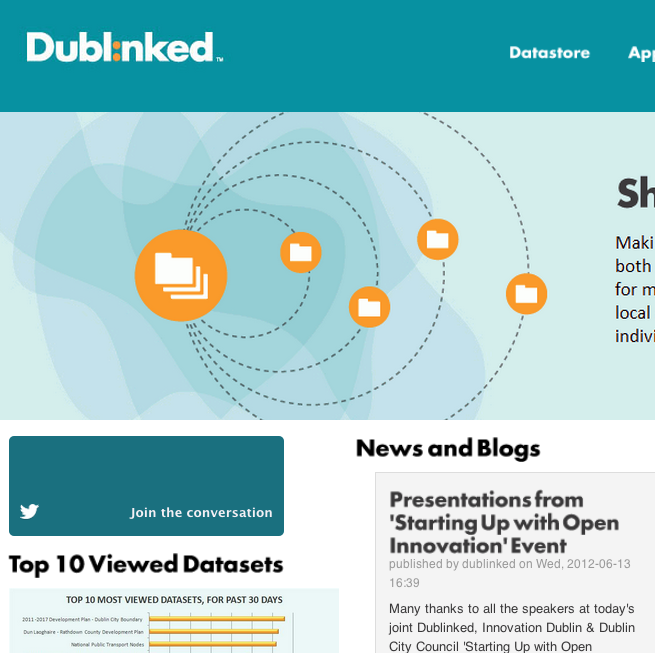 Dublinked™
Datastore
Maki
both
for m
local
indivi
Join the conversation
Top 10 Viewed Datasets
TOP 10 MOST VIEWED DATASETS, FOR PAST 30 DAYS
2011-2017 Development Plan - Dublin City Boundary
Dun Laoghaire - Rathdown County Development Plan
National Public Transport Nodes
News and Blogs
Presentations from
'Starting Up with Open
Innovation' Event
published by dublinked on Wed, 2012-06-13
16:39
Many thanks to all the speakers at today's
joint Dublinked, Innovation Dublin & Dublin
City Council 'Starting Up with Open